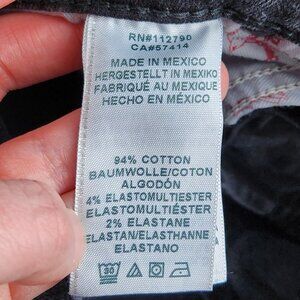 RN#112790
CA#57414
MADE IN MEXICO
HERGESTELLT IN MEXIKO
FABRIQUÉ AU MEXIQUE
HECHO EN MÉXICO
94% COTTON
BAUMWOLLE/COTON
ALGODÓN
4% ELASTOMULTIESTER
ELASTOMULTIÉSTER
2% ELASTANE
ELASTAN/ELASTHANNE
ELASTANO
30